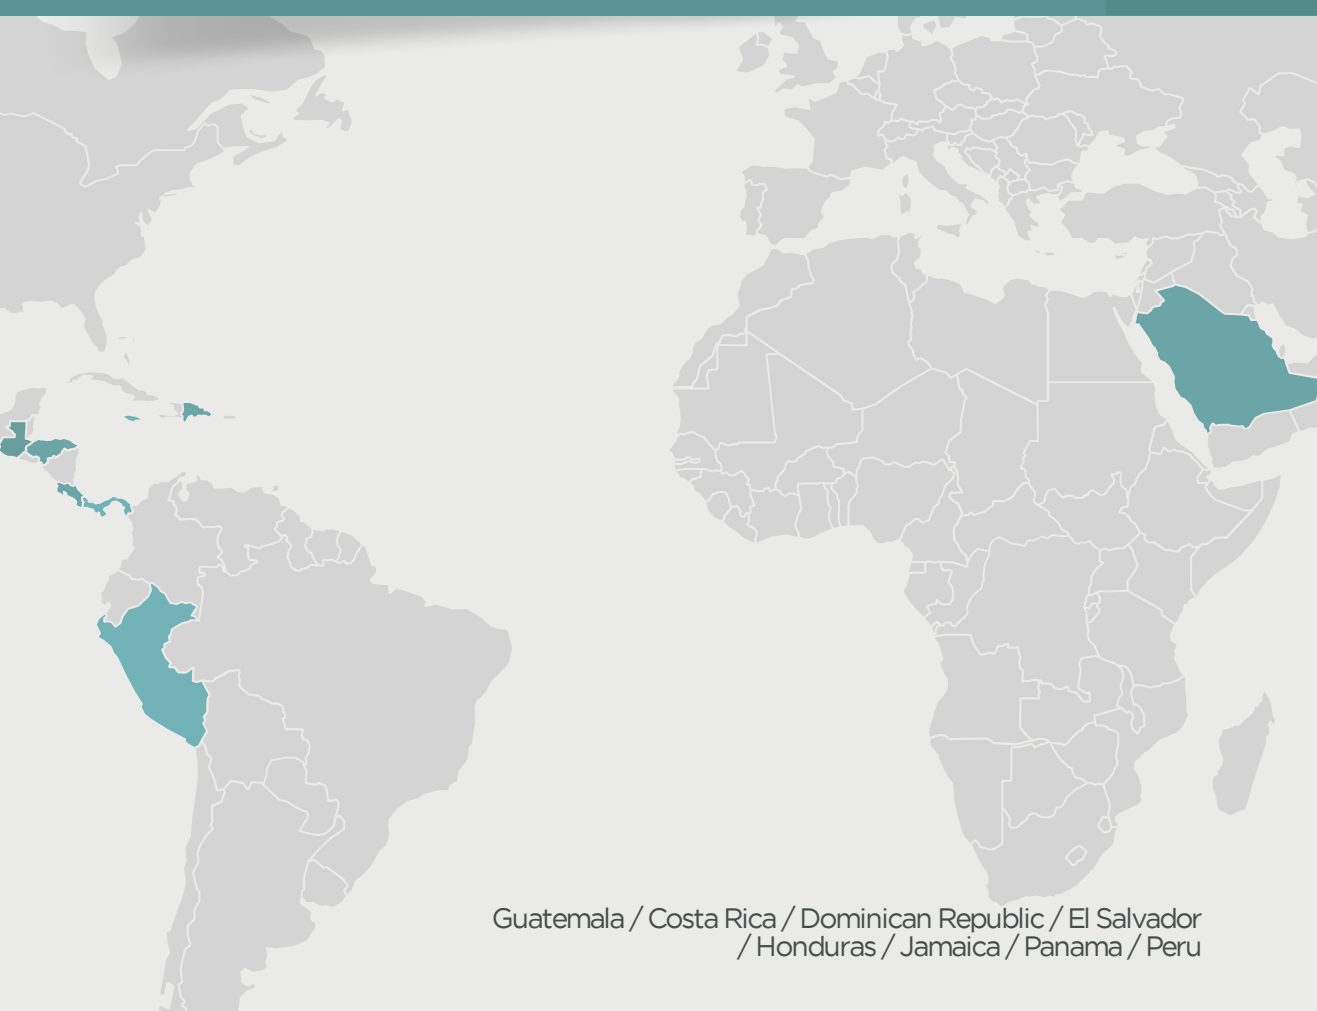 Guatemala / Costa Rica / Dominican Republic / El Salvador
/ Honduras / Jamaica / Panama / Peru